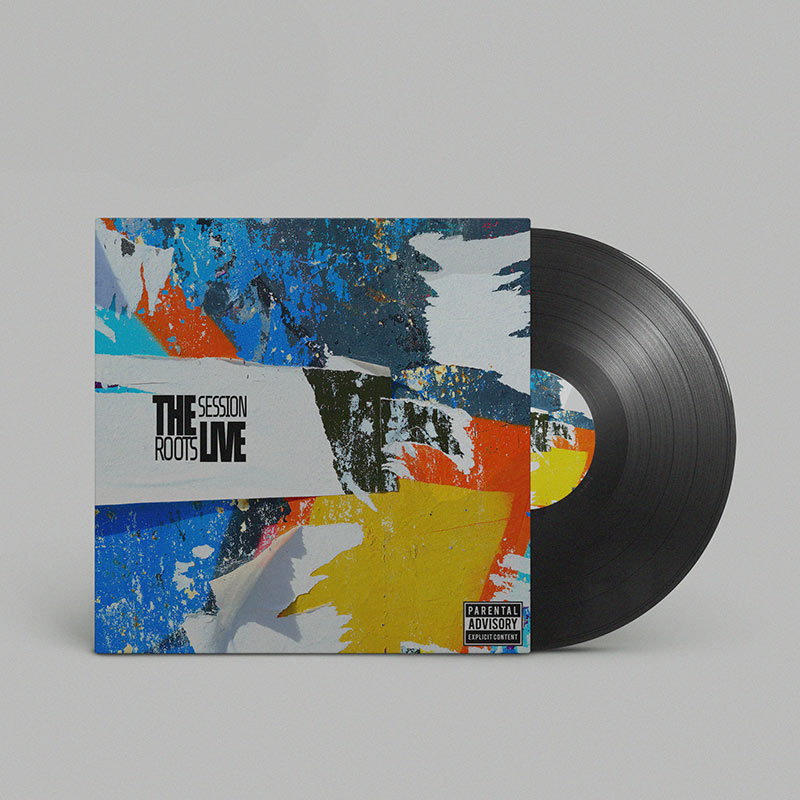 THE SESSION
ROOTS LIVE
PARENTAL
ADVISORY
EXPLICIT CONTENT